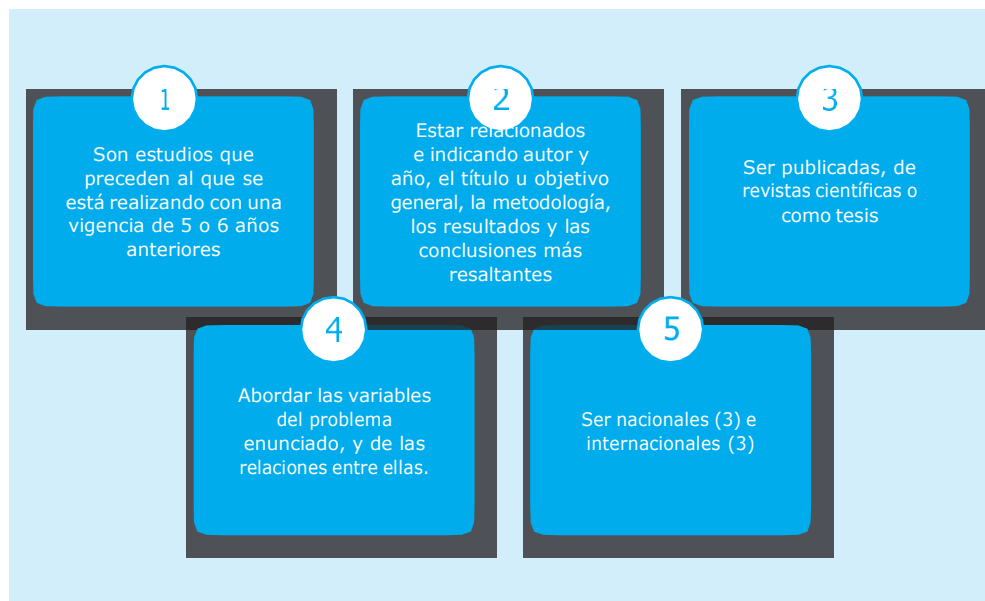 1
Son estudios que
preceden al que se
está realizando con una
vigencia de 5 o 6 años
anteriores
2
Estar relacionados
e indicando autor y
año, el título u objetivo
general, la metodología,
los resultados y las
conclusiones más
resaltantes
3
Ser publicadas, de
revistas científicas o
como tesis
4
Abordar las variables
del problema
enunciado, y de las
relaciones entre ellas.
5
Ser nacionales (3) e
internacionales (3)